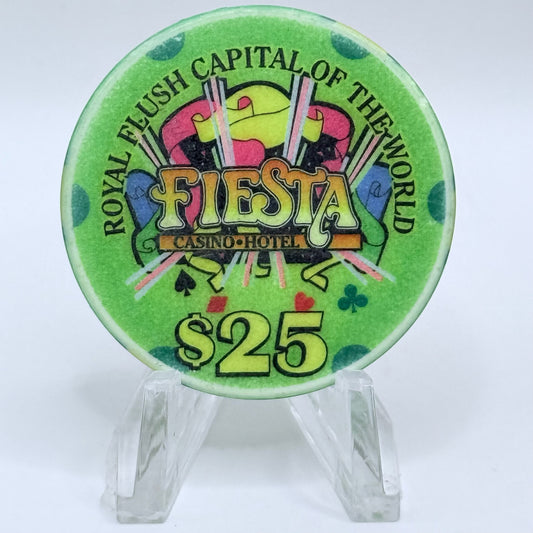 ROYAL FLUSH CAPITAL OF THE WORLD
FIESTA
CASINO•HOTEL
$25